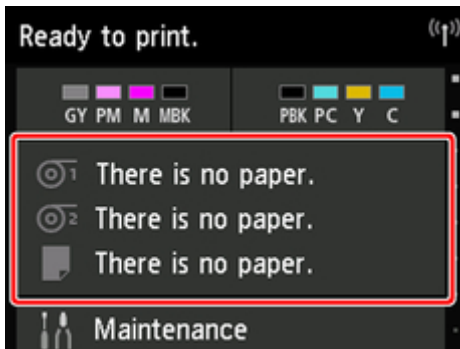 Ready to print.
GY PM M MBK PBK PC Y C
1 There is no paper.
2 There is no paper.
There is no paper.
Maintenance